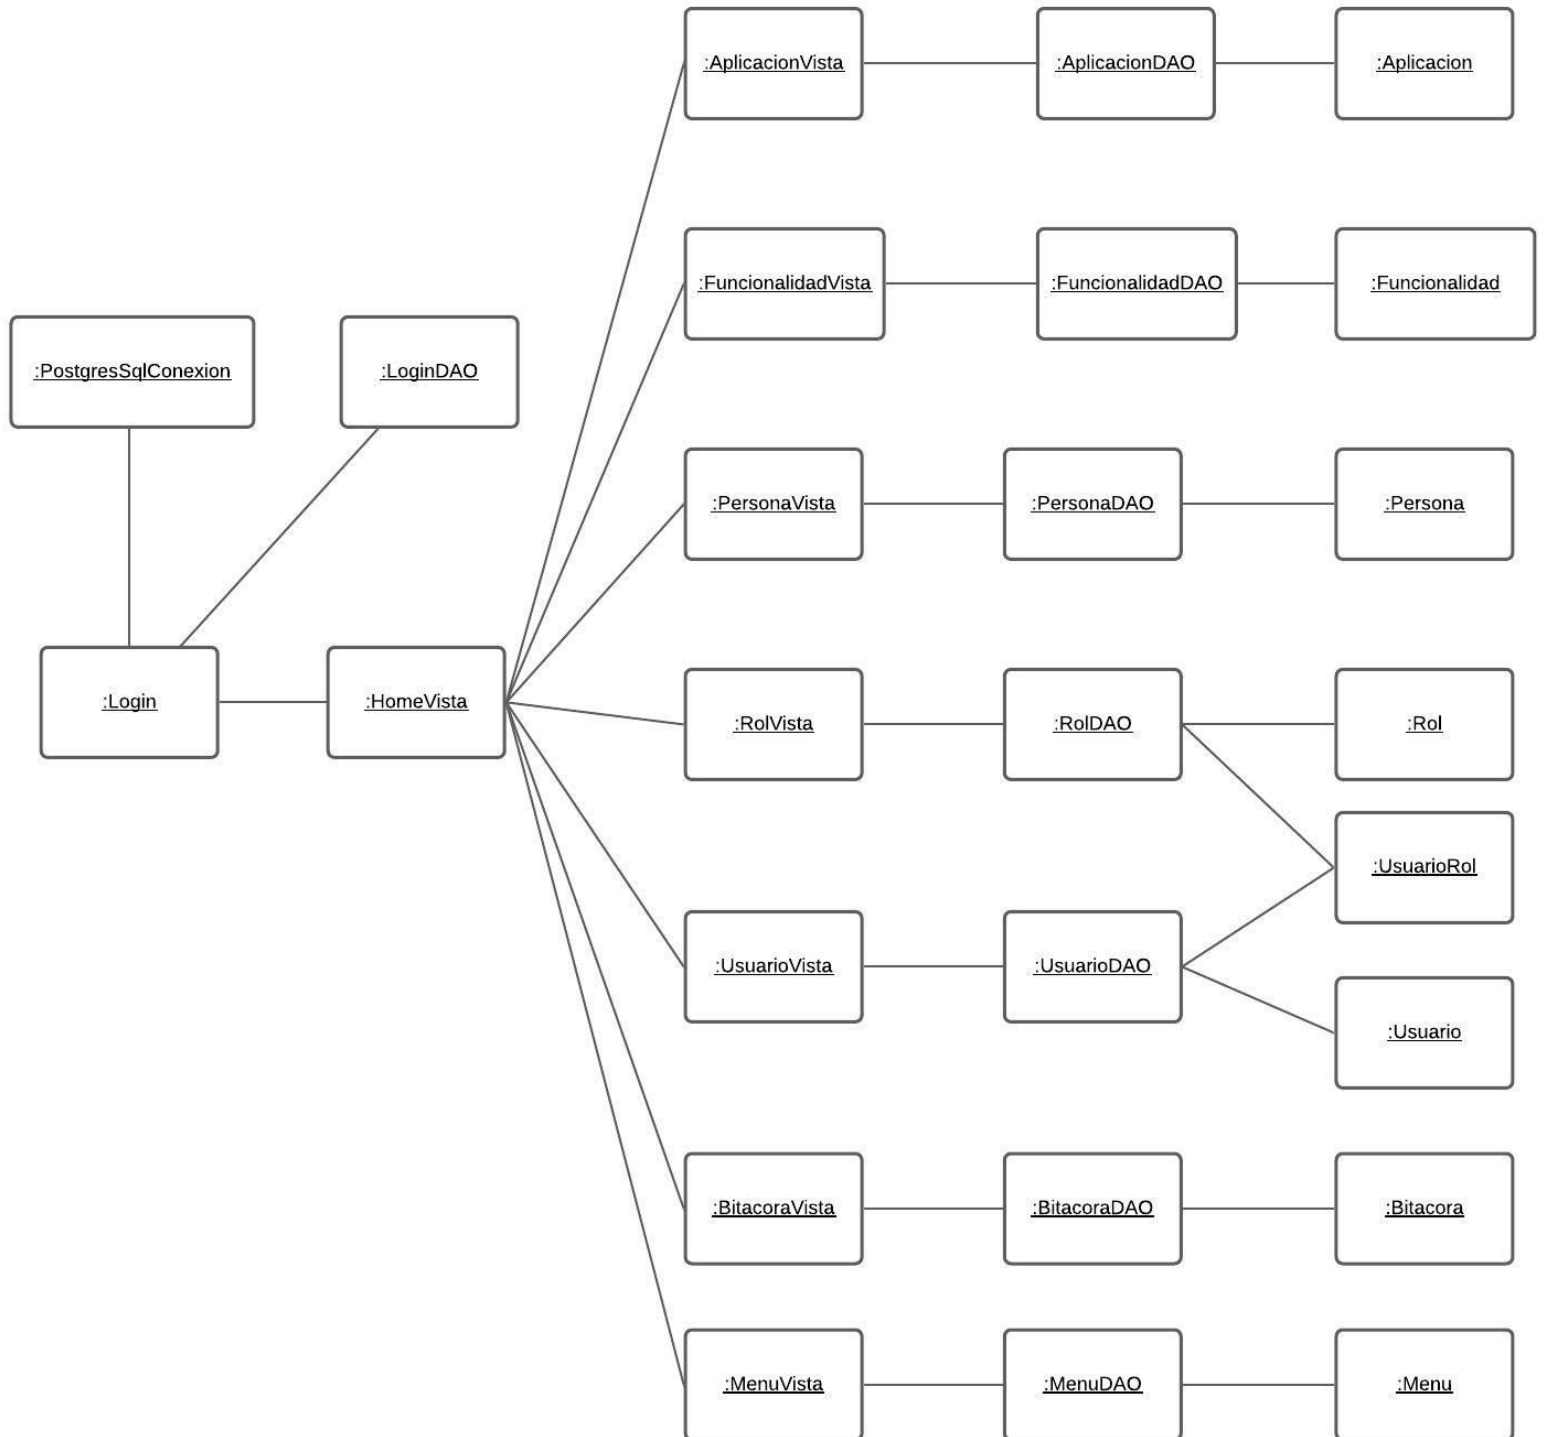 :AplicacionVista
:AplicacionDAO
:Aplicacion
:FuncionalidadVista
:FuncionalidadDAO
:Funcionalidad
:PostgresSqlConexion
:LoginDAO
:PersonaVista
:PersonaDAO
:Persona
:Login
:HomeVista
:RolVista
:RolDAO
:Rol
:UsuarioRol
:UsuarioVista
:UsuarioDAO
:Usuario
:BitacoraVista
:BitacoraDAO
:Bitacora
:MenuVista
:MenuDAO
:Menu